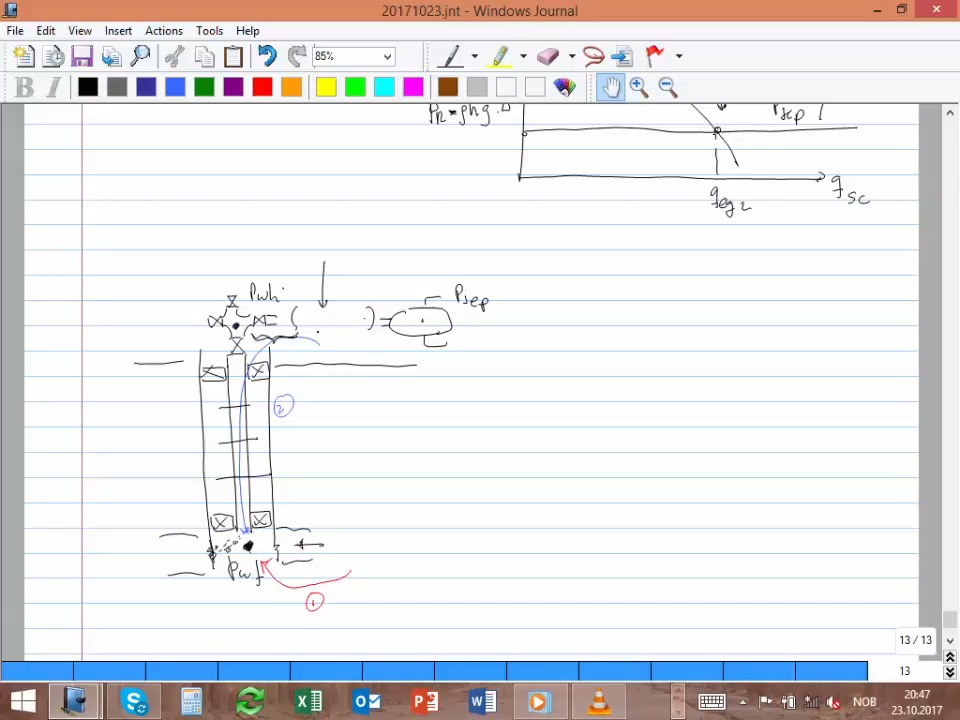 20171023.jnt - Windows Journal
File Edit View Insert Actions Tools Help
85%
B I
Psep
qeq2
qsc
Pwh
Psep
2
Pwf
1
13 / 13
13
NOB
20:47
23.10.2017